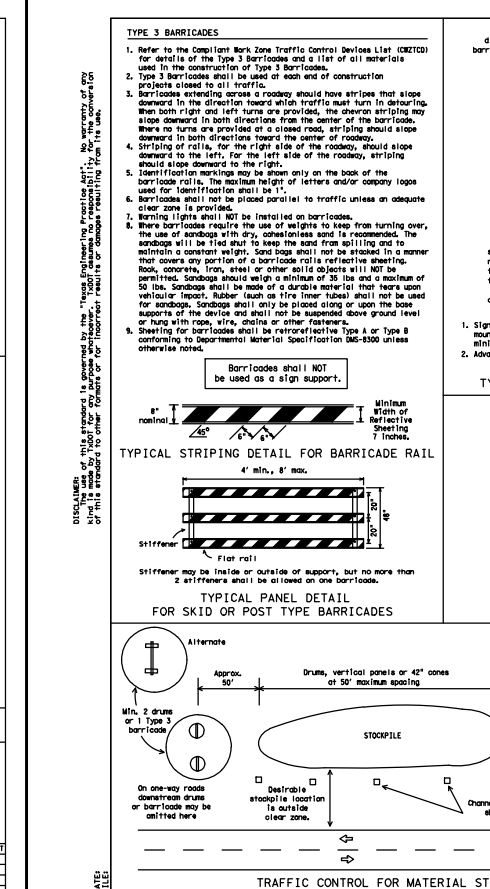 TYPE 3 BARRICADES
1. Refer to the Compliant Work Zone Traffic Control Devices List (CWZTCD)
for details of the Type 3 Barricades and a list of all materials
used in the construction of Type 3 Barricades.
2. Type 3 Barricades shall be used at each end of construction
projects closed to all traffic.
3. Barricades extending across a roadway should have stripes that slope
downward in the direction toward which traffic must turn in detouring.
When both right and left turns are provided, the chevron striping may
slope downward in both directions from the center of the barricade.
Where no turns are provided at a closed road, striping should slope
downward in both directions toward the center of roadway.
4. Striping of rails, for the right side of the roadway, should slope
downward to the left. For the left side of the roadway, striping
should slope downward to the right.
5. Identification markings may be shown only on the back of the
barricade rails. The maximum height of letters and/or company logos
used for identification shall be 1".
6. Barricades shall not be placed parallel to traffic unless an adequate
clear zone is provided.
7. Warning lights shall NOT be installed on barricades.
8. Where barricades require the use of weights to keep from turning over,
the use of sandbags with dry, cohesionless sand is recommended. The
sandbags will be tied shut to keep the sand from spilling and to
maintain a constant weight. Sand bags shall not be stacked in a manner
that covers any portion of a barricade rails reflective sheeting.
Rock, concrete, iron, steel or other solid objects will NOT be
permitted. Sandbags should weigh a minimum of 35 lbs and a maximum of
50 lbs. Sandbags shall be made of a durable material that tears upon
vehicular impact. Rubber (such as tire inner tubes) shall not be used
for sandbags. Sandbags shall only be placed along or upon the base
supports of the device and shall not be suspended above ground level
or hung with rope, wire, chains or other fasteners.
9. Sheeting for barricades shall be retroreflective Type A or Type B
conforming to Departmental Material Specification DMS-8300 unless
otherwise noted.
Barricades shall NOT
be used as a sign support.
8"
nominal
45°
6"
6"
Minimum
Width of
Reflective
Sheeting
7 inches.
TYPICAL STRIPING DETAIL FOR BARRICADE RAIL
4' min., 8' max.
20"
20"
48"
Stiffener
Flat rail
Stiffener may be inside or outside of support, but no more than
2 stiffeners shall be allowed on one barricade.
TYPICAL PANEL DETAIL
FOR SKID OR POST TYPE BARRICADES
Alternate
Approx.
50'
Drums, vertical panels or 42" cones
at 50' maximum spacing
Min. 2 drums
or 1 Type 3
barricade
STOCKPILE
On one-way roads
downstream drums
or barricade may be
omitted here
Desirable
stockpile location
is outside
clear zone.
Chann
sh
TRAFFIC CONTROL FOR MATERIAL ST
DISCLAIMER:
The use of this standard is governed by the "Texas Engineering Practice Act". No warranty of any
kind is made by TxDOT for any purpose whatsoever. TxDOT assumes no responsibility for the conversion
of this standard to other formats or for incorrect results or damages resulting from its use.
ATE:
ILE:
d
barr
1. Sign
moun
mini
2. Adva
TY